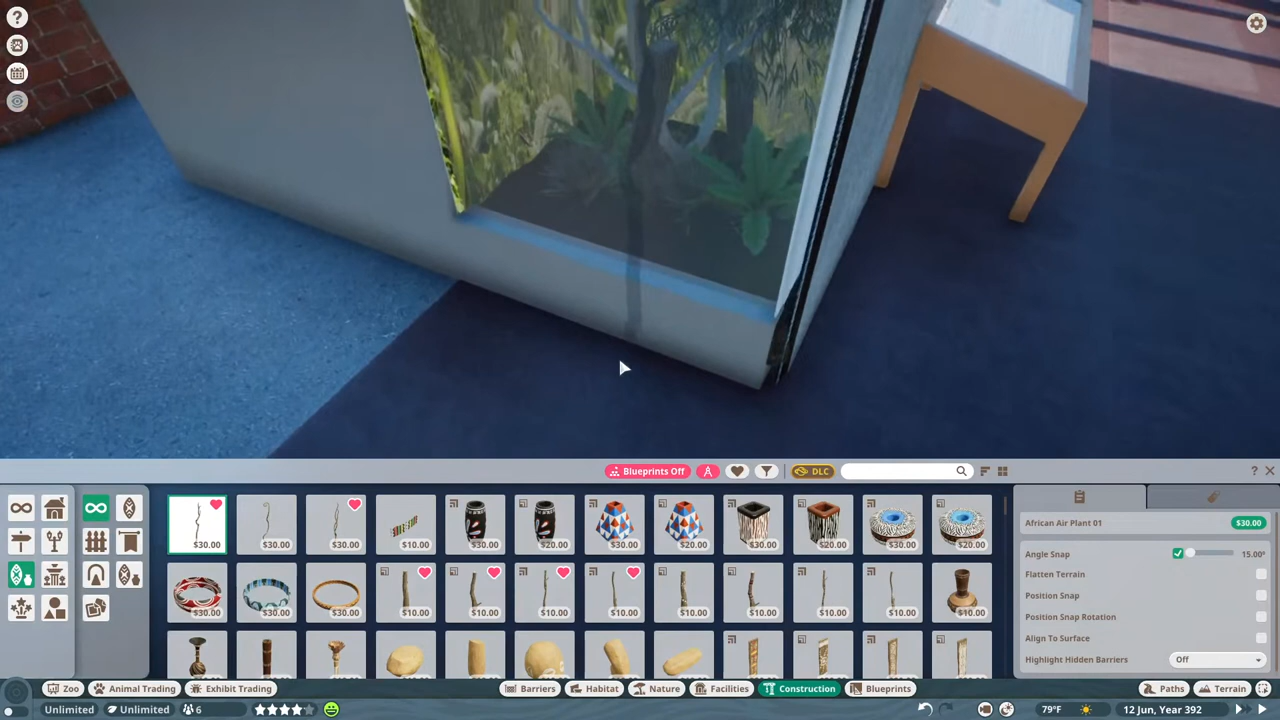 ?
Blueprints Off
DLC
? ×
$30.00 $30.00 $30.00 $10.00 $30.00 $20.00 $30.00 $20.00 $30.00 $20.00 $30.00 $20.00
$30.00 $30.00 $30.00 $10.00 $10.00 $10.00 $10.00 $10.00 $10.00 $10.00 $10.00 $10.00
African Air Plant 01 $30.00
Angle Snap 15.00°
Flatten Terrain
Position Snap
Position Snap Rotation
Align To Surface
Highlight Hidden Barriers Off
Zoo Animal Trading Exhibit Trading Barriers Habitat Nature Facilities Construction Blueprints Paths Terrain
Unlimited Unlimited 6 79°F 12 Jun, Year 392